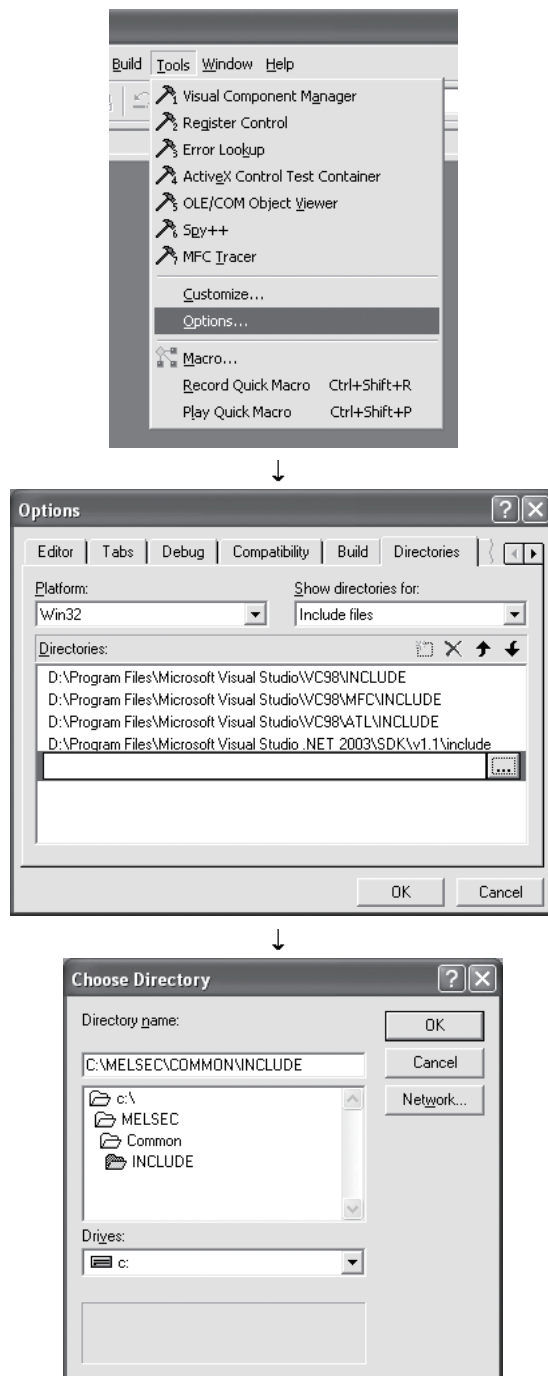 Build Tools Window Help
Visual Component Manager
Register Control
Error Lookup
ActiveX Control Test Container
OLE/COM Object Viewer
Spy++
MFC Tracer
Customize...
Options...
Macro...
Record Quick Macro Ctrl+Shift+R
Play Quick Macro Ctrl+Shift+P
↓
Options
Editor Tabs Debug Compatibility Build Directories
Platform: Show directories for:
Win32 Include files
Directories:
D:\Program Files\Microsoft Visual Studio\VC98\INCLUDE
D:\Program Files\Microsoft Visual Studio\VC98\MFC\INCLUDE
D:\Program Files\Microsoft Visual Studio\VC98\ATL\INCLUDE
D:\Program Files\Microsoft Visual Studio .NET 2003\SDK\v1.1\include
...
OK Cancel
↓
Choose Directory
Directory name: OK
C:\MELSEC\COMMON\INCLUDE Cancel
c:\ Network...
MELSEC
Common
INCLUDE
Drives:
c: